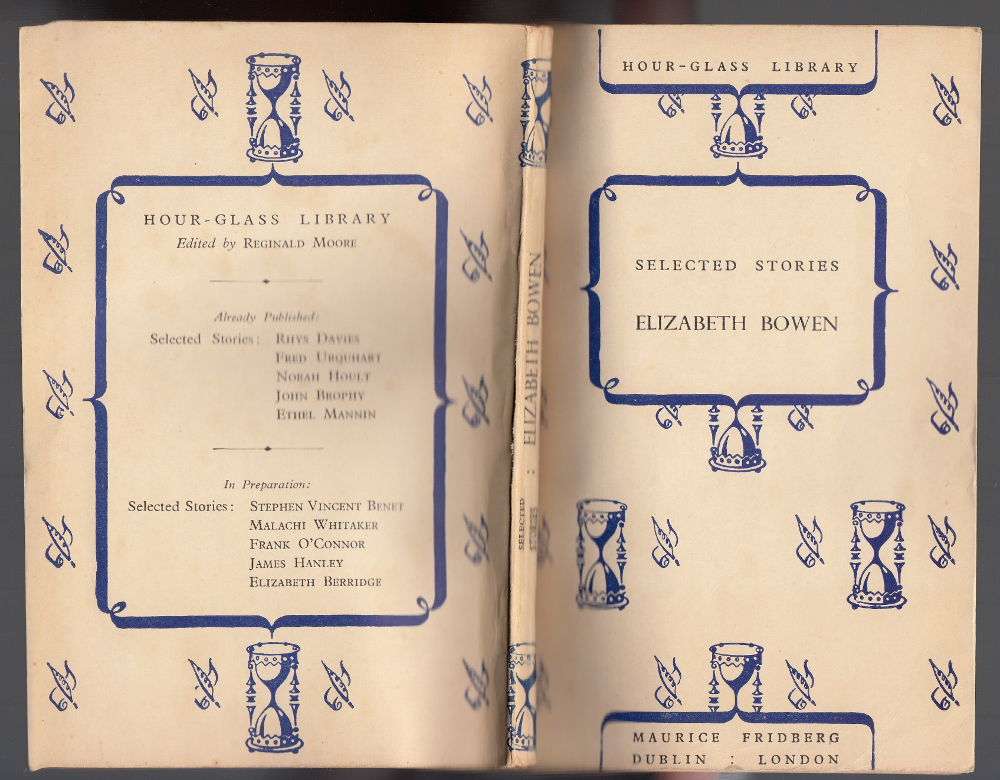 HOUR-GLASS LIBRARY
Edited by REGINALD MOORE
Already Published:
Selected Stories: RHYS DAVIES
FRED URQUHART
NORAH HOULT
JOHN BROPHY
ETHEL MANNIN
In Preparation:
Selected Stories: STEPHEN VINCENT BENET
MALACHI WHITAKER
FRANK O'CONNOR
JAMES HANLEY
ELIZABETH BERRIDGE
SELECTED
STORIES
: ELIZABETH BOWEN
HOUR-GLASS LIBRARY
SELECTED STORIES
ELIZABETH BOWEN
MAURICE FRIDBERG
DUBLIN : LONDON